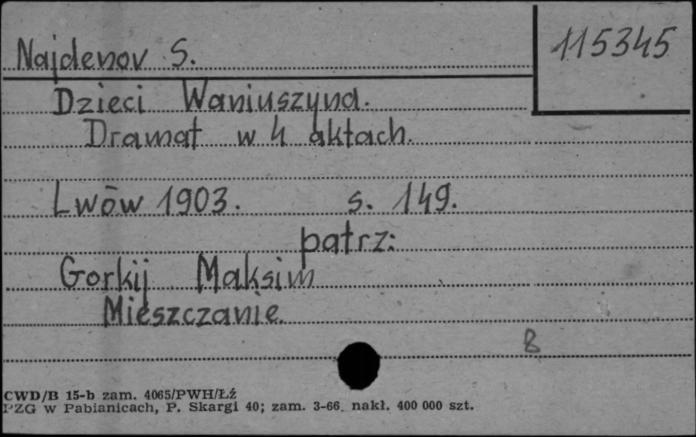 Najdenov S.
115345
Dzieci Waniuszyna.
Dramat w 4 aktach.
Lwów 1903. s. 149.
patrz:
Gorkij Maksim
Mieszczanie.
B
CWD/B 15-b zam. 4065/PWH/Łź
PZG w Pabianicach, P. Skargi 40; zam. 3-66. nakł. 400 000 szt.